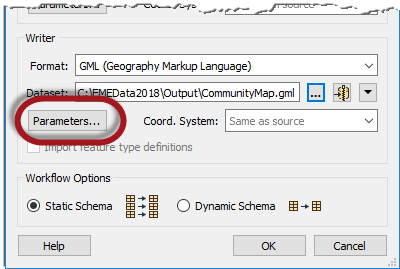 Writer
Format: GML (Geography Markup Language)
Dataset: C:\FMEData2018\Output\CommunityMap.gml ...
Parameters... Coord. System: Same as source
Import feature type definitions
Workflow Options
Static Schema Dynamic Schema
Help OK Cancel